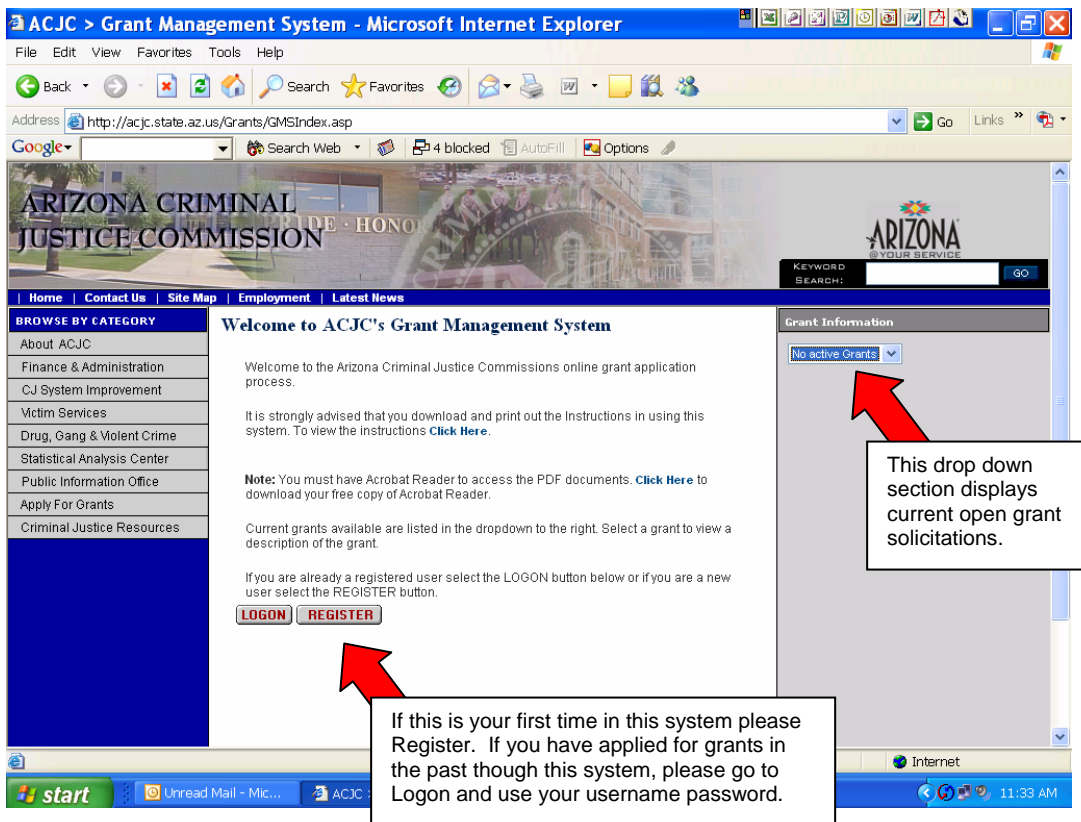 ACJC > Grant Management System - Microsoft Internet Explorer
File Edit View Favorites Tools Help
Back Search Favorites
Address http://acjc.state.az.us/Grants/GMSIndex.asp Go Links »
Google Search Web 4 blocked AutoFill Options
ARIZONA CRIMINAL
JUSTICE COMMISSION
PRIDE · HONO
ARIZONA
@YOUR SERVICE
KEYWORD
SEARCH: GO
| Home | Contact Us | Site Map | Employment | Latest News
BROWSE BY CATEGORY
About ACJC
Finance & Administration
CJ System Improvement
Victim Services
Drug, Gang & Violent Crime
Statistical Analysis Center
Public Information Office
Apply For Grants
Criminal Justice Resources
Welcome to ACJC's Grant Management System
Welcome to the Arizona Criminal Justice Commissions online grant application
process.
It is strongly advised that you download and print out the Instructions in using this
system. To view the instructions Click Here.
Note: You must have Acrobat Reader to access the PDF documents. Click Here to
download your free copy of Acrobat Reader.
Current grants available are listed in the dropdown to the right. Select a grant to view a
description of the grant.
If you are already a registered user select the LOGON button below or if you are a new
user select the REGISTER button.
LOGON REGISTER
Grant Information
No active Grants
This drop down
section displays
current open grant
solicitations.
If this is your first time in this system please
Register. If you have applied for grants in
the past though this system, please go to
Logon and use your username password.
Internet
start Unread Mail - Mic... ACJC 11:33 AM